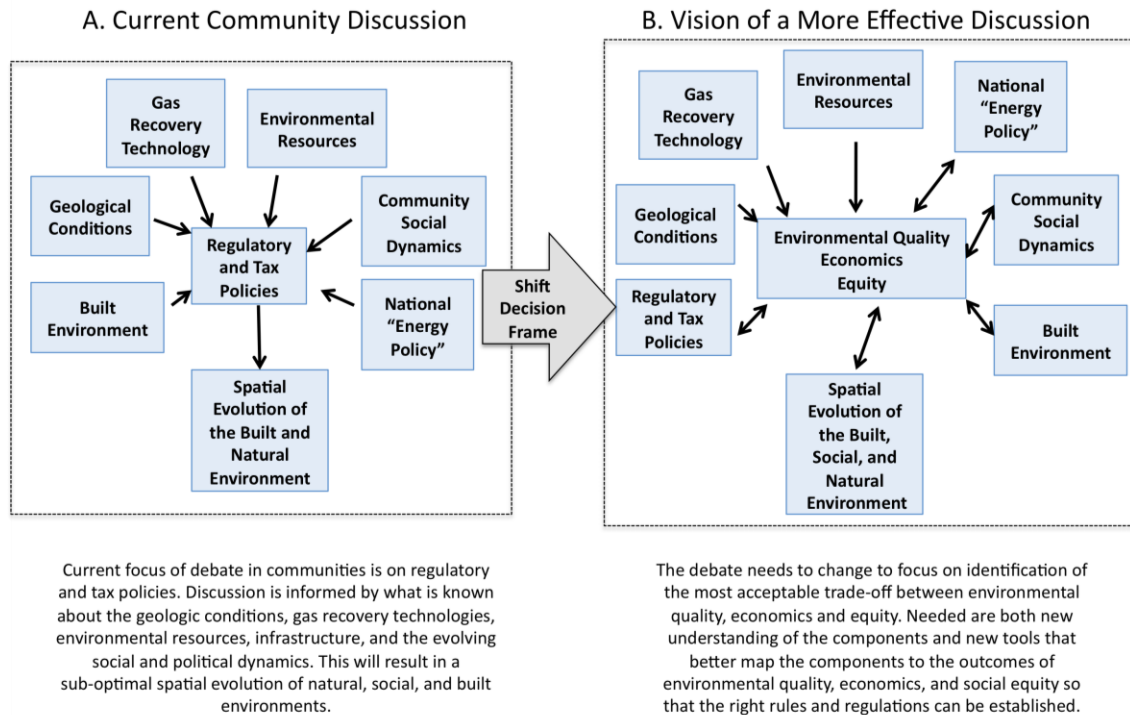 A. Current Community Discussion
Gas
Recovery
Technology
Environmental
Resources
Geological
Conditions
Community
Social
Dynamics
Regulatory
and Tax
Policies
Built
Environment
National
“Energy
Policy”
Spatial
Evolution of
the Built and
Natural
Environment
Current focus of debate in communities is on regulatory
and tax policies. Discussion is informed by what is known
about the geologic conditions, gas recovery technologies,
environmental resources, infrastructure, and the evolving
social and political dynamics. This will result in a
sub-optimal spatial evolution of natural, social, and built
environments.
Shift
Decision
Frame
B. Vision of a More Effective Discussion
Gas
Recovery
Technology
Environmental
Resources
National
“Energy
Policy”
Geological
Conditions
Environmental Quality
Economics
Equity
Community
Social
Dynamics
Regulatory
and Tax
Policies
Built
Environment
Spatial
Evolution of
the Built,
Social, and
Natural
Environment
The debate needs to change to focus on identification of
the most acceptable trade-off between environmental
quality, economics and equity. Needed are both new
understanding of the components and new tools that
better map the components to the outcomes of
environmental quality, economics, and social equity so
that the right rules and regulations can be established.